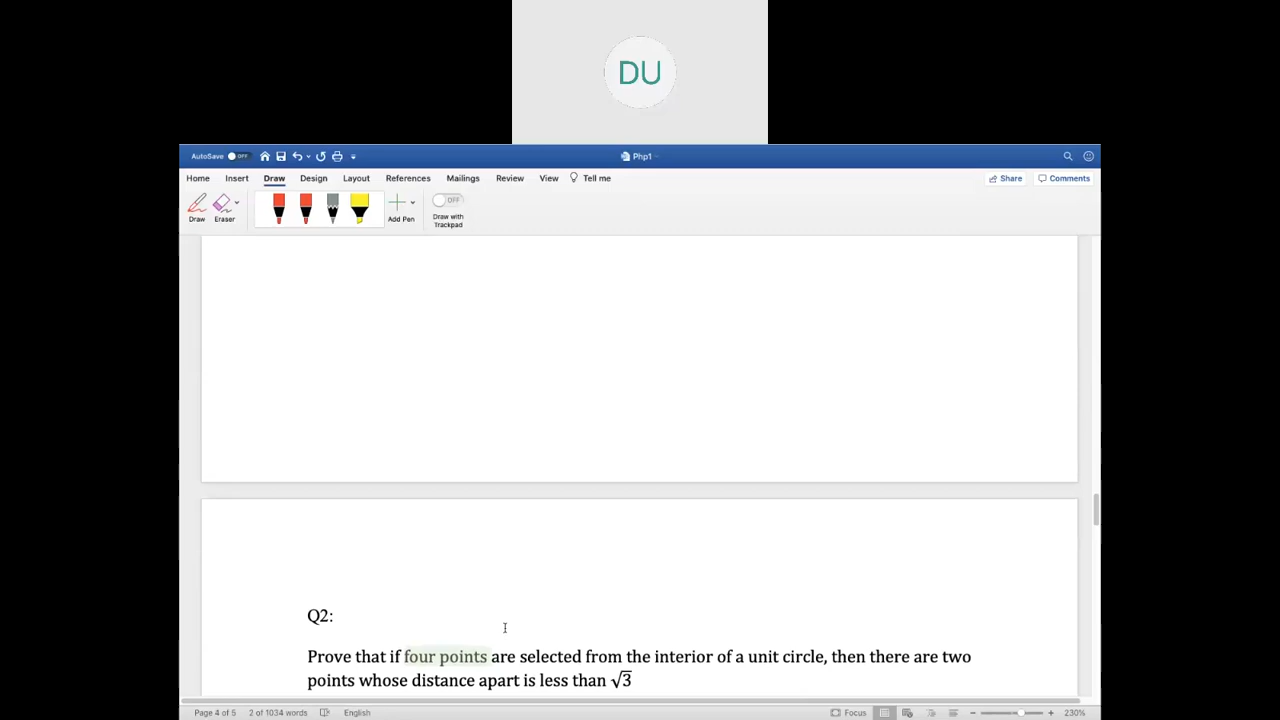 DU
AutoSave OFF Php1
Home Insert Draw Design Layout References Mailings Review View Tell me Share Comments
OFF
Draw Eraser Add Pen Draw with
Trackpad
Q2:
Prove that if four points are selected from the interior of a unit circle, then there are two
points whose distance apart is less than √3
Page 4 of 5 2 of 1034 words English Focus 230%